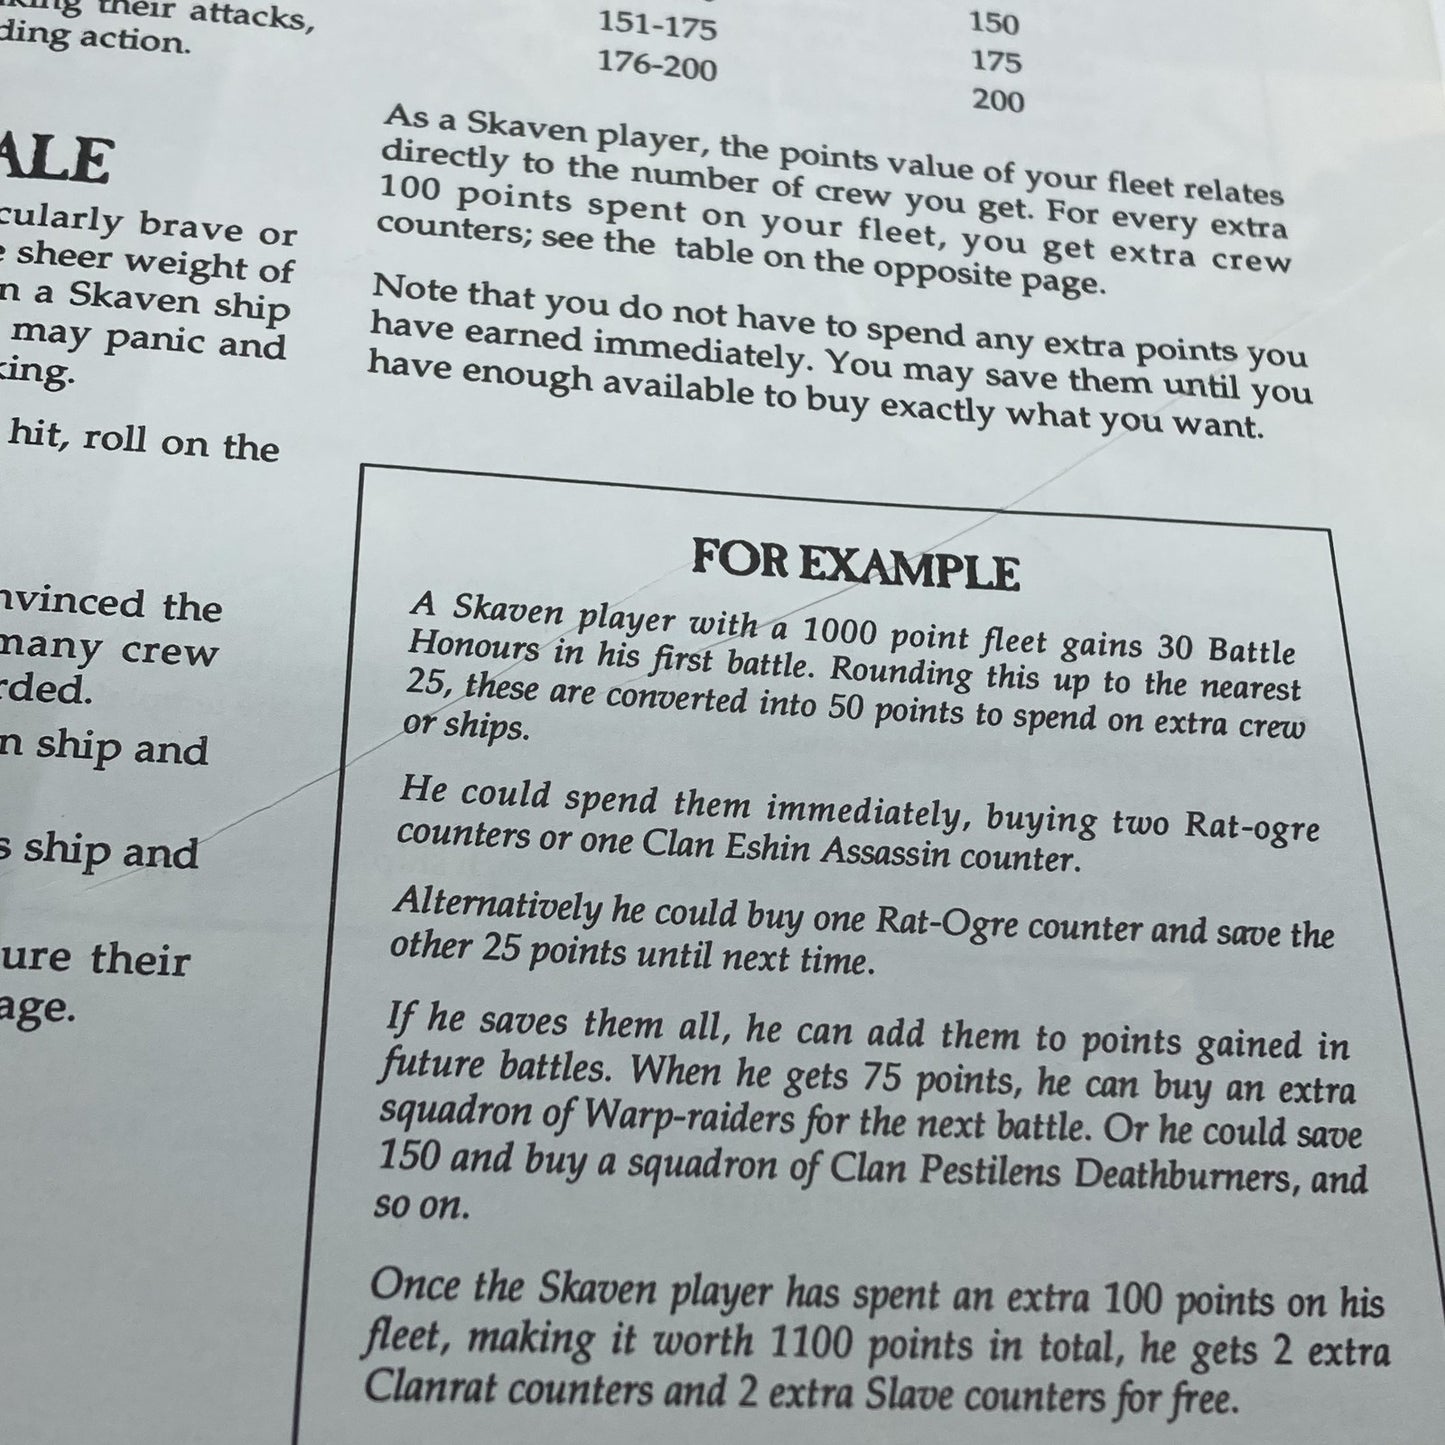 their attacks,
action.
151-175
176-200
150
175
200
cularly brave or
sheer weight of
n a Skaven ship
may panic and
hit, roll on the
nvinced the
many crew
rded.
n ship and
s ship and
ure their
age.
As a Skaven player, the points value of your fleet relates
directly to the number of crew you get. For every extra
100 points spent on your fleet, you get extra crew
counters; see the table on the opposite page.
Note that you do not have to spend any extra points you
have earned immediately. You may save them until you
have enough available to buy exactly what you want.
FOR EXAMPLE
A Skaven player with a 1000 point fleet gains 30 Battle
Honours in his first battle. Rounding this up to the nearest
25, these are converted into 50 points to spend on extra crew
or ships.
He could spend them immediately, buying two Rat-ogre
counters or one Clan Eshin Assassin counter.
Alternatively he could buy one Rat-Ogre counter and save the
other 25 points until next time.
If he saves them all, he can add them to points gained in
future battles. When he gets 75 points, he can buy an extra
squadron of Warp-raiders for the next battle. Or he could save
150 and buy a squadron of Clan Pestilens Deathburners, and
so on.
Once the Skaven player has spent an extra 100 points on his
fleet, making it worth 1100 points in total, he gets 2 extra
Clanrat counters and 2 extra Slave counters for free.